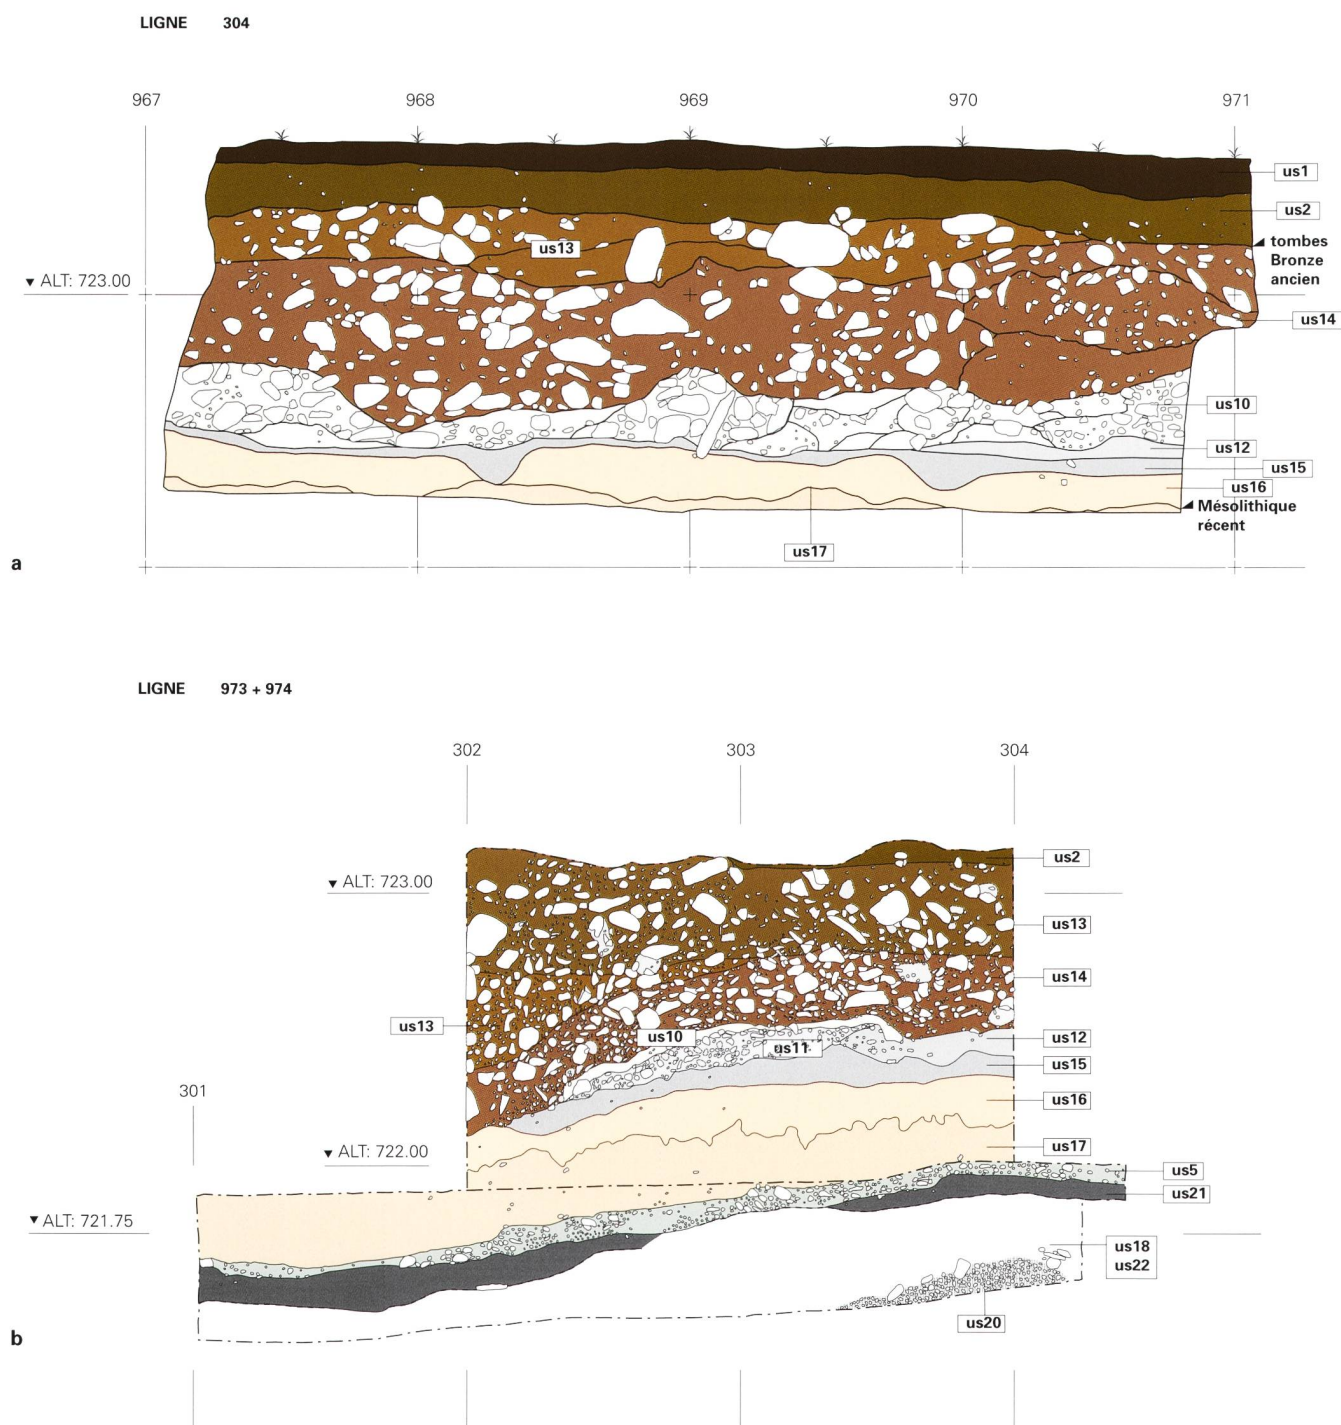 LIGNE 304
967 968 969 970 971
us1
us2
us13
tombes
Bronze
ancien
▼ ALT: 723.00
us14
us10
us12
us15
us16
Mésolithique
récent
us17
a
LIGNE 973 + 974
302 303 304
us2
▼ ALT: 723.00
us13
us14
us13
us10
us11
us12
us15
301
us16
us17
▼ ALT: 722.00
us5
us21
▼ ALT: 721.75
us18
us22
us20
b